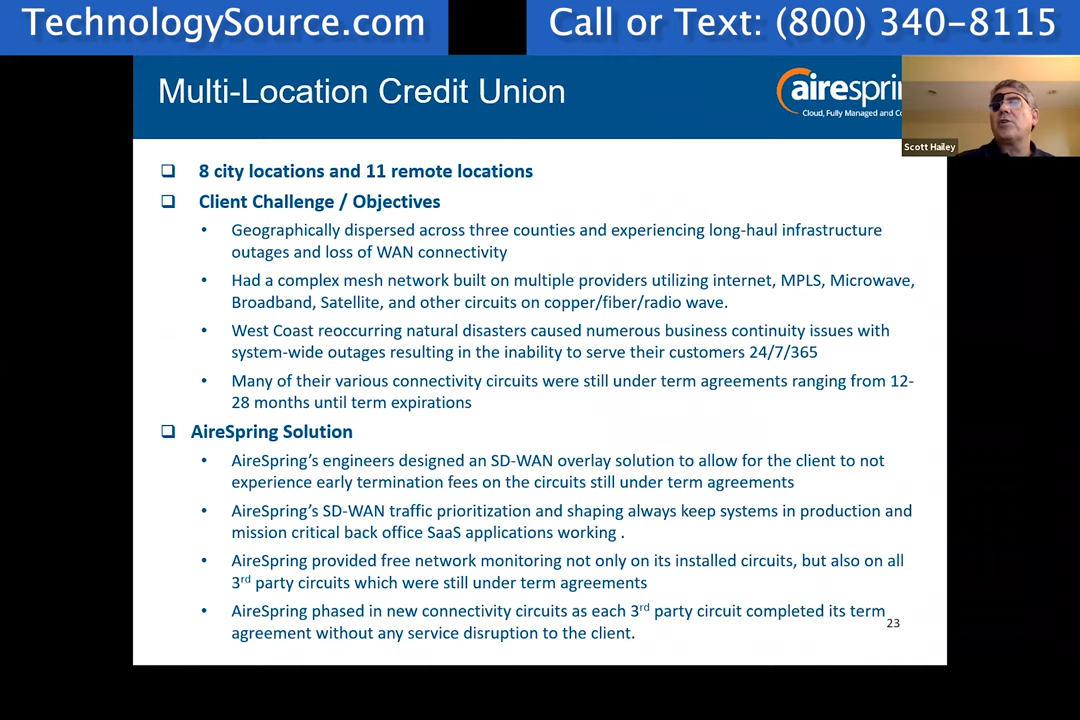 TechnologySource.com
Call or Text: (800) 340-8115
Multi-Location Credit Union
Cloud, Fully Managed and
Scott Hailey
8 city locations and 11 remote locations
Client Challenge / Objectives
• Geographically dispersed across three counties and experiencing long-haul infrastructure
outages and loss of WAN connectivity
• Had a complex mesh network built on multiple providers utilizing internet, MPLS, Microwave,
Broadband, Satellite, and other circuits on copper/fiber/radio wave.
• West Coast reoccurring natural disasters caused numerous business continuity issues with
system-wide outages resulting in the inability to serve their customers 24/7/365
• Many of their various connectivity circuits were still under term agreements ranging from 12-
28 months until term expirations
AireSpring Solution
• AireSpring’s engineers designed an SD-WAN overlay solution to allow for the client to not
experience early termination fees on the circuits still under term agreements
• AireSpring’s SD-WAN traffic prioritization and shaping always keep systems in production and
mission critical back office SaaS applications working .
• AireSpring provided free network monitoring not only on its installed circuits, but also on all
3rd party circuits which were still under term agreements
• AireSpring phased in new connectivity circuits as each 3rd party circuit completed its term
agreement without any service disruption to the client.
23